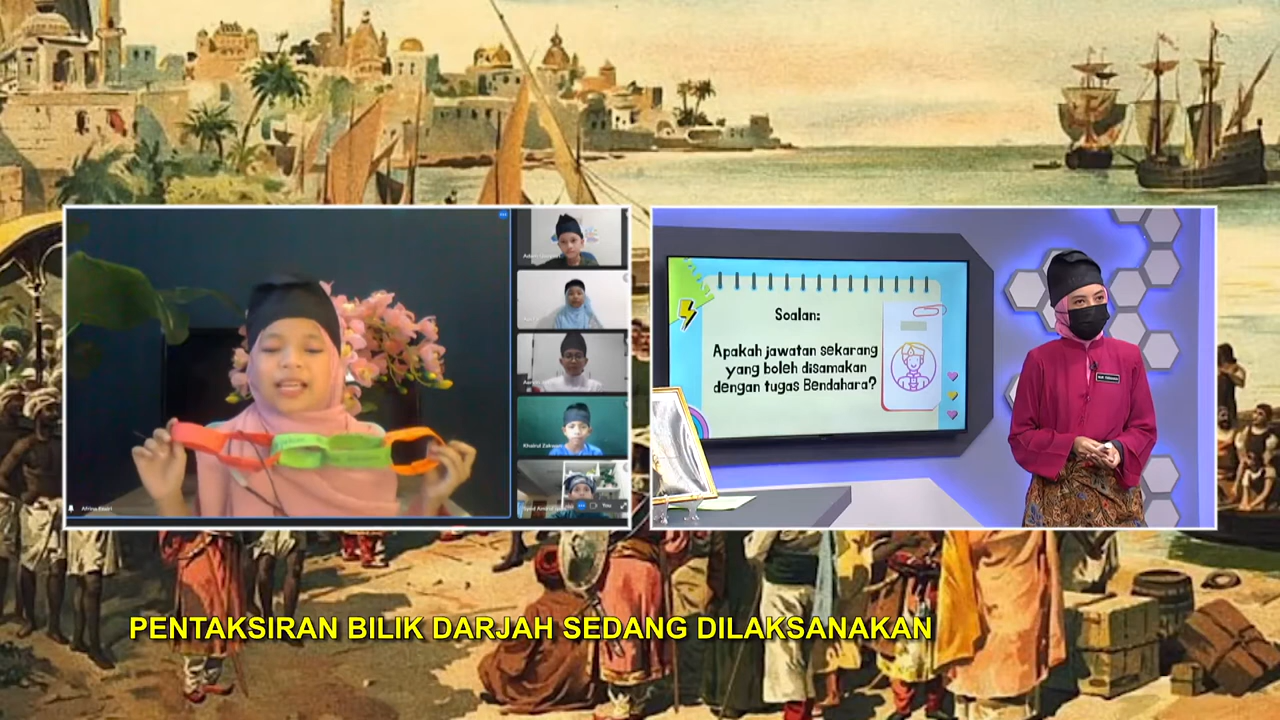 Soalan:
Apakah jawatan sekarang
yang boleh disamakan
dengan tugas Bendahara?
PENTAKSIRAN BILIK DARJAH SEDANG DILAKSANAKAN